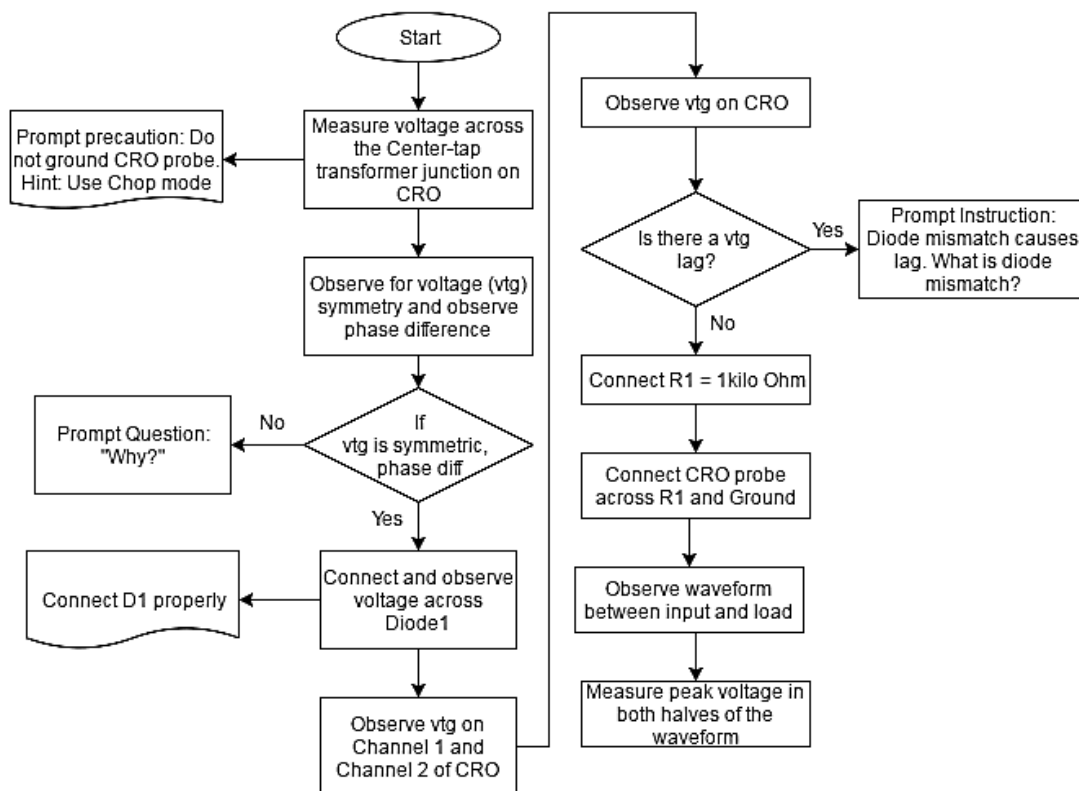 Start
Measure voltage across
the Center-tap
transformer junction on
CRO
Prompt precaution: Do
not ground CRO probe.
Hint: Use Chop mode
Observe for voltage (vtg)
symmetry and observe
phase difference
If
vtg is symmetric,
phase diff
No
Prompt Question:
"Why?"
Yes
Connect and observe
voltage across
Diode1
Connect D1 properly
Observe vtg on
Channel 1 and
Channel 2 of CRO
Observe vtg on CRO
Is there a vtg
lag?
Yes
Prompt Instruction:
Diode mismatch causes
lag. What is diode
mismatch?
No
Connect R1 = 1kilo Ohm
Connect CRO probe
across R1 and Ground
Observe waveform
between input and load
Measure peak voltage in
both halves of the
waveform